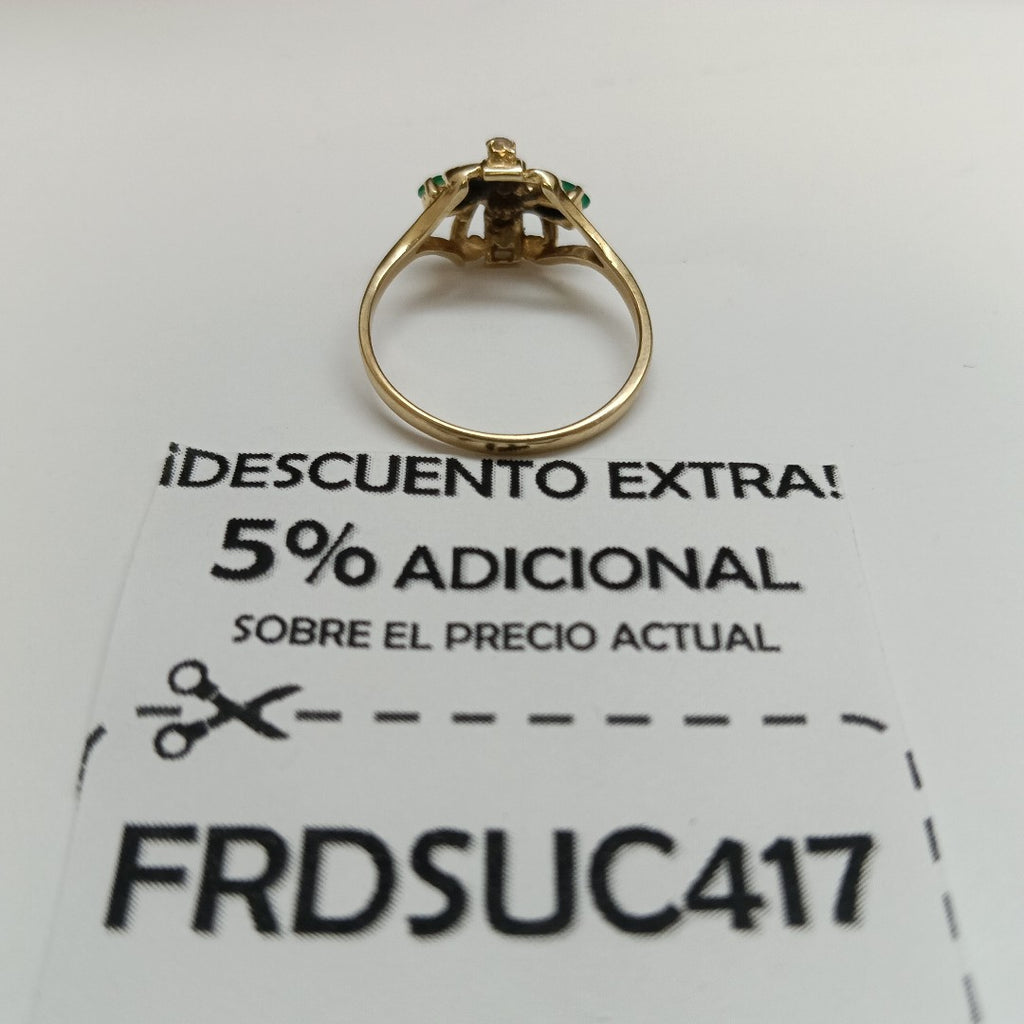 ¡DESCUENTO EXTRA!
5% ADICIONAL
SOBRE EL PRECIO ACTUAL
FRDSUC417